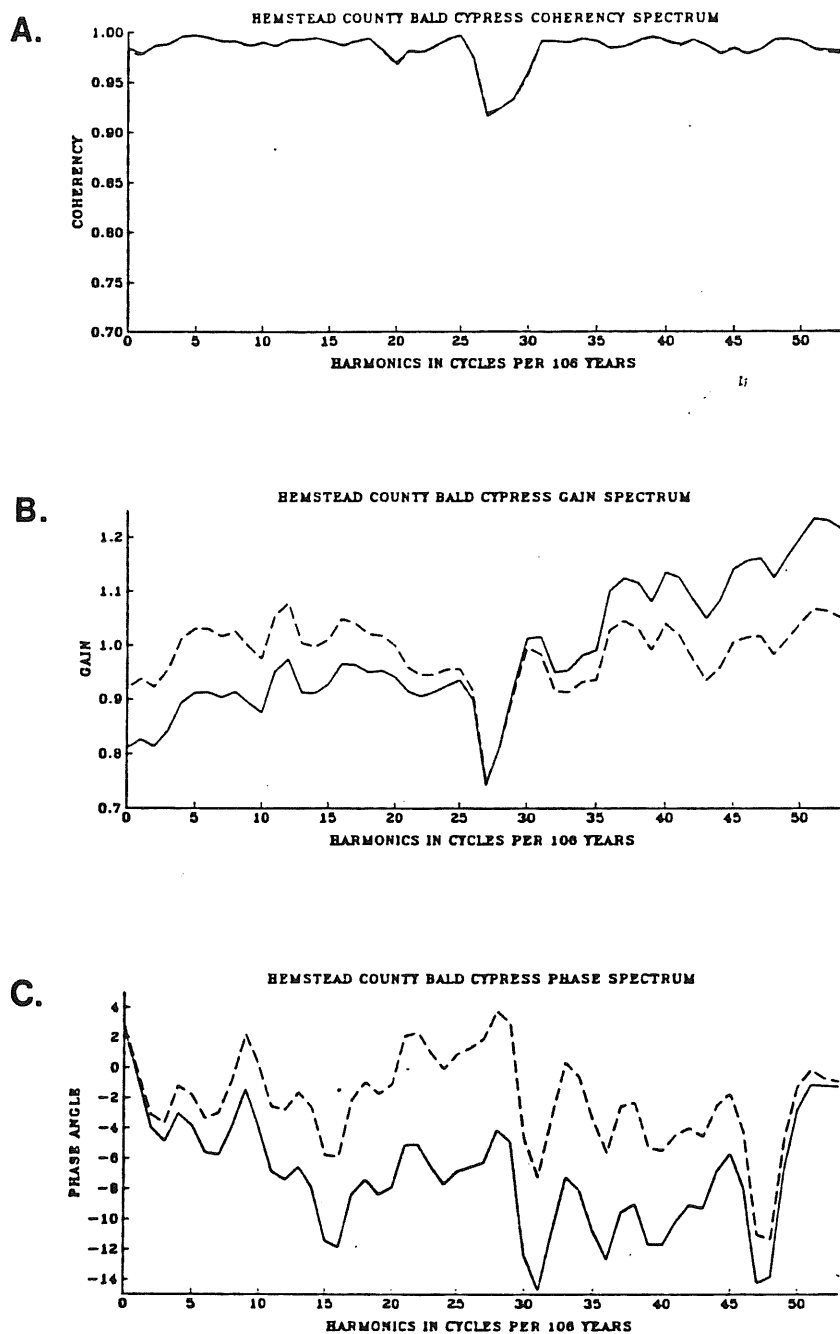 A.
HEMSTEAD COUNTY BALD CYPRESS COHERENCY SPECTRUM
COHERENCY
1.00
0.95
0.90
0.85
0.80
0.75
0.70
0 5 10 15 20 25 30 35 40 45 50
HARMONICS IN CYCLES PER 106 YEARS
B.
HEMSTEAD COUNTY BALD CYPRESS GAIN SPECTRUM
GAIN
1.2
1.1
1.0
0.9
0.8
0.7
0 5 10 15 20 25 30 35 40 45 50
HARMONICS IN CYCLES PER 106 YEARS
C.
HEMSTEAD COUNTY BALD CYPRESS PHASE SPECTRUM
PHASE ANGLE
4
2
0
-2
-4
-6
-8
-10
-12
-14
0 5 10 15 20 25 30 35 40 45 50
HARMONICS IN CYCLES PER 106 YEARS